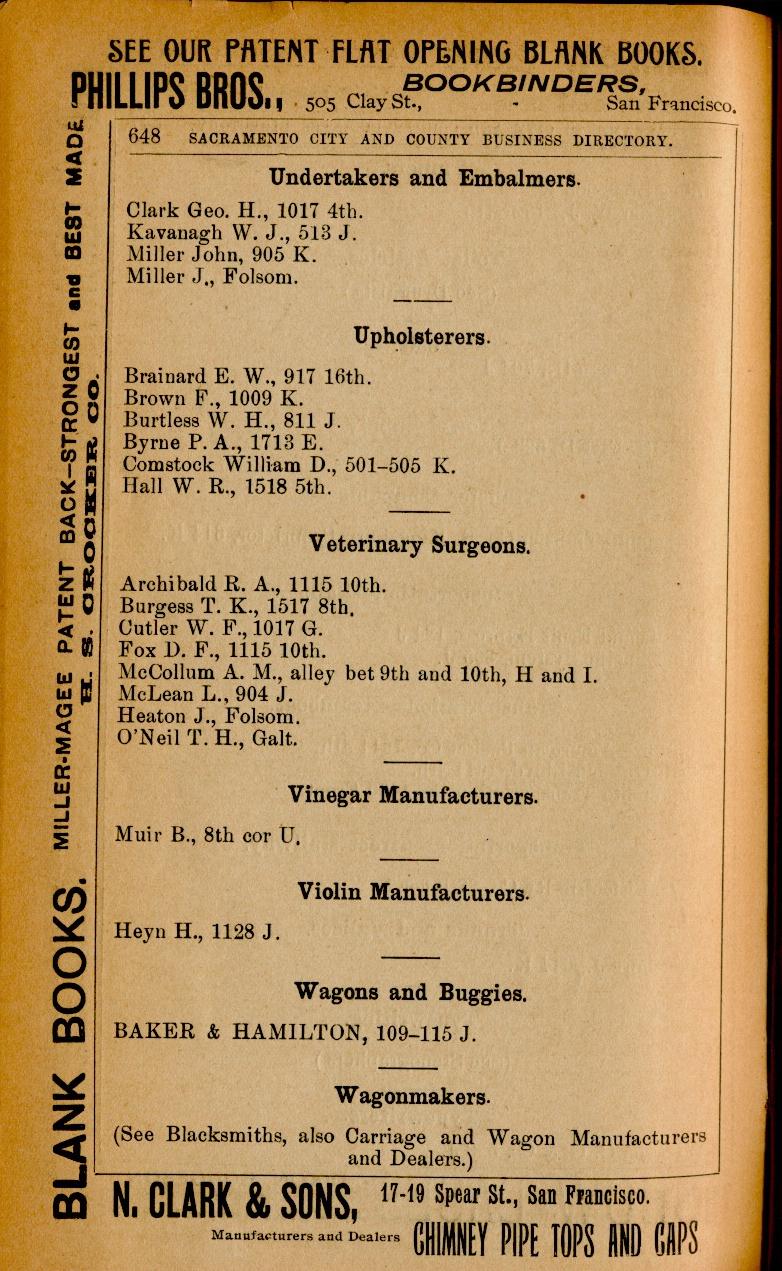 SEE OUR PATENT FLAT OPENING BLANK BOOKS.
PHILLIPS BROS., 505 Clay St., BOOKBINDERS, - San Francisco.
648 SACRAMENTO CITY AND COUNTY BUSINESS DIRECTORY.
Undertakers and Embalmers.
Clark Geo. H., 1017 4th.
Kavanagh W. J., 513 J.
Miller John, 905 K.
Miller J., Folsom.
Upholsterers.
Brainard E. W., 917 16th.
Brown F., 1009 K.
Burtless W. H., 811 J.
Byrne P. A., 1713 E.
Comstock William D., 501–505 K.
Hall W. R., 1518 5th.
Veterinary Surgeons.
Archibald R. A., 1115 10th.
Burgess T. K., 1517 8th.
Cutler W. F., 1017 G.
Fox D. F., 1115 10th.
McCollum A. M., alley bet 9th and 10th, H and I.
McLean L., 904 J.
Heaton J., Folsom.
O'Neil T. H., Galt.
Vinegar Manufacturers.
Muir B., 8th cor U.
Violin Manufacturers.
Heyn H., 1128 J.
Wagons and Buggies.
BAKER & HAMILTON, 109–115 J.
Wagonmakers.
(See Blacksmiths, also Carriage and Wagon Manufacturers
and Dealers.)
N. CLARK & SONS, 17-19 Spear St., San Francisco.
Manufacturers and Dealers CHIMNEY PIPE TOPS AND CAPS
BLANK BOOKS. MILLER-MAGEE PATENT BACK–STRONGEST and BEST MADE
H. S. CROCKER CO.